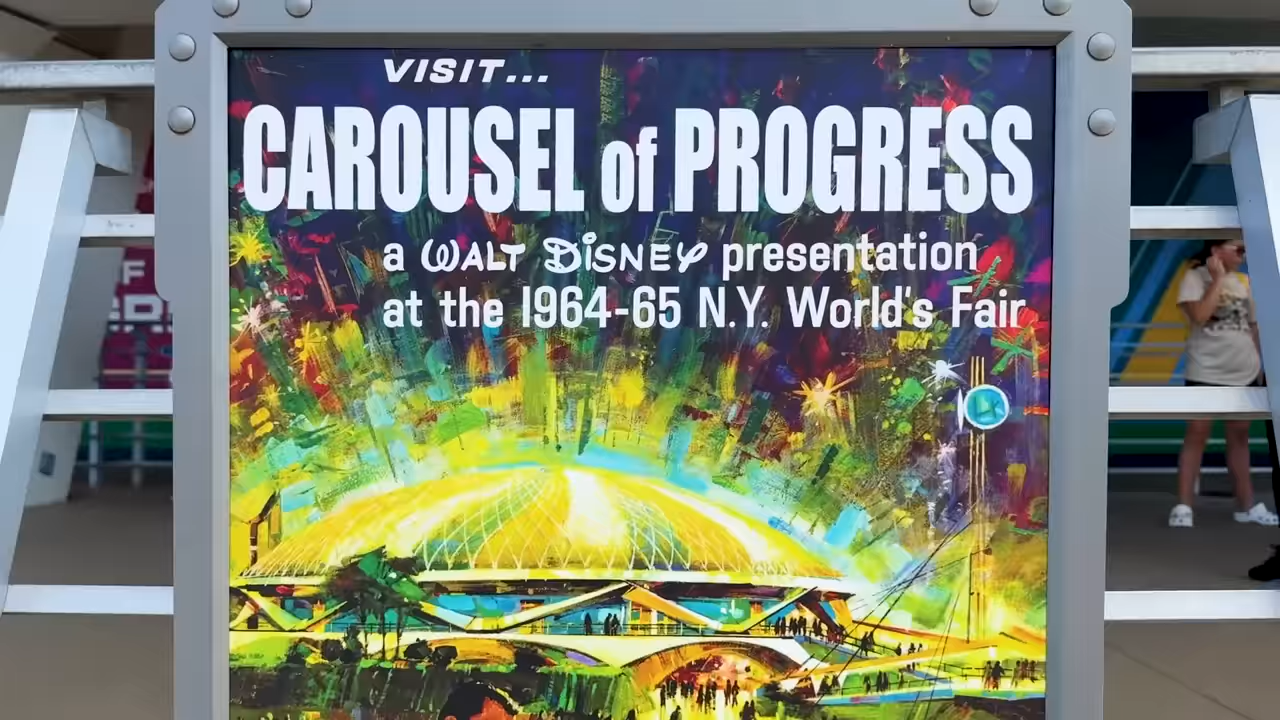 VISIT...
CAROUSEL of PROGRESS
a WALT DISNEY presentation
at the 1964-65 N.Y. World's Fair